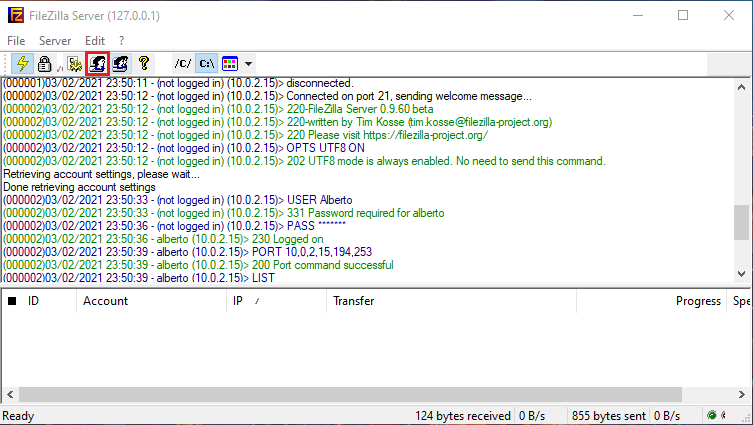 FileZilla Server (127.0.0.1)
File Server Edit ?
/C/ C:\
(000001)03/02/2021 23:50:11 - (not logged in) (10.0.2.15)> disconnected.
(000002)03/02/2021 23:50:12 - (not logged in) (10.0.2.15)> Connected on port 21, sending welcome message...
(000002)03/02/2021 23:50:12 - (not logged in) (10.0.2.15)> 220-FileZilla Server 0.9.60 beta
(000002)03/02/2021 23:50:12 - (not logged in) (10.0.2.15)> 220-written by Tim Kosse (tim.kosse@filezilla-project.org)
(000002)03/02/2021 23:50:12 - (not logged in) (10.0.2.15)> 220 Please visit https://filezilla-project.org/
(000002)03/02/2021 23:50:12 - (not logged in) (10.0.2.15)> OPTS UTF8 ON
(000002)03/02/2021 23:50:12 - (not logged in) (10.0.2.15)> 202 UTF8 mode is always enabled. No need to send this command.
Retrieving account settings, please wait...
Done retrieving account settings
(000002)03/02/2021 23:50:33 - (not logged in) (10.0.2.15)> USER Alberto
(000002)03/02/2021 23:50:33 - (not logged in) (10.0.2.15)> 331 Password required for alberto
(000002)03/02/2021 23:50:36 - (not logged in) (10.0.2.15)> PASS *******
(000002)03/02/2021 23:50:36 - alberto (10.0.2.15)> 230 Logged on
(000002)03/02/2021 23:50:39 - alberto (10.0.2.15)> PORT 10,0,2,15,194,253
(000002)03/02/2021 23:50:39 - alberto (10.0.2.15)> 200 Port command successful
(000002)03/02/2021 23:50:39 - alberto (10.0.2.15)> LIST
ID Account IP / Transfer Progress Spe
Ready 124 bytes received 0 B/s 855 bytes sent 0 B/s